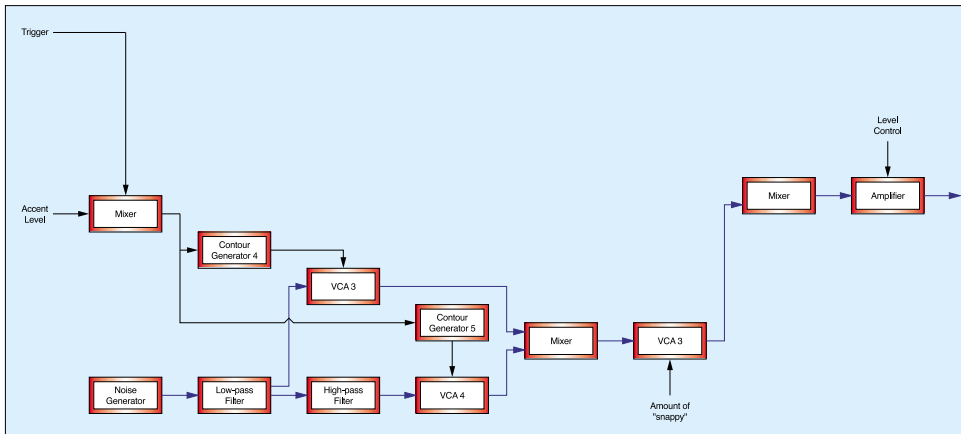 Trigger
Level
Control
Mixer
Amplifier
Accent
Level
Mixer
Contour
Generator 4
VCA 3
Contour
Generator 5
Mixer
VCA 3
Noise
Generator
Low-pass
Filter
High-pass
Filter
VCA 4
Amount of
"snappy"